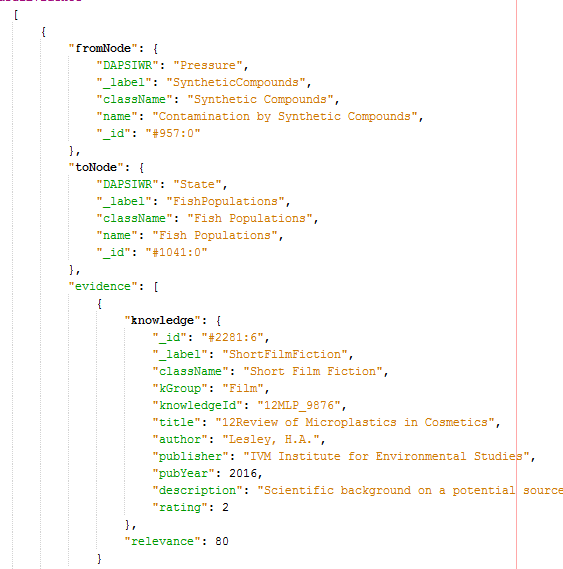 [
{
"fromNode": {
"DAPSIWR": "Pressure",
"_label": "SyntheticCompounds",
"className": "Synthetic Compounds",
"name": "Contamination by Synthetic Compounds",
"_id": "#957:0"
},
"toNode": {
"DAPSIWR": "State",
"_label": "FishPopulations",
"className": "Fish Populations",
"name": "Fish Populations",
"_id": "#1041:0"
},
"evidence": [
{
"knowledge": {
"_id": "#2281:6",
"_label": "ShortFilmFiction",
"className": "Short Film Fiction",
"kGroup": "Film",
"knowledgeId": "12MLP_9876",
"title": "12Review of Microplastics in Cosmetics",
"author": "Lesley, H.A.",
"publisher": "IVM Institute for Environmental Studies",
"pubYear": 2016,
"description": "Scientific background on a potential source
"rating": 2
},
"relevance": 80
}